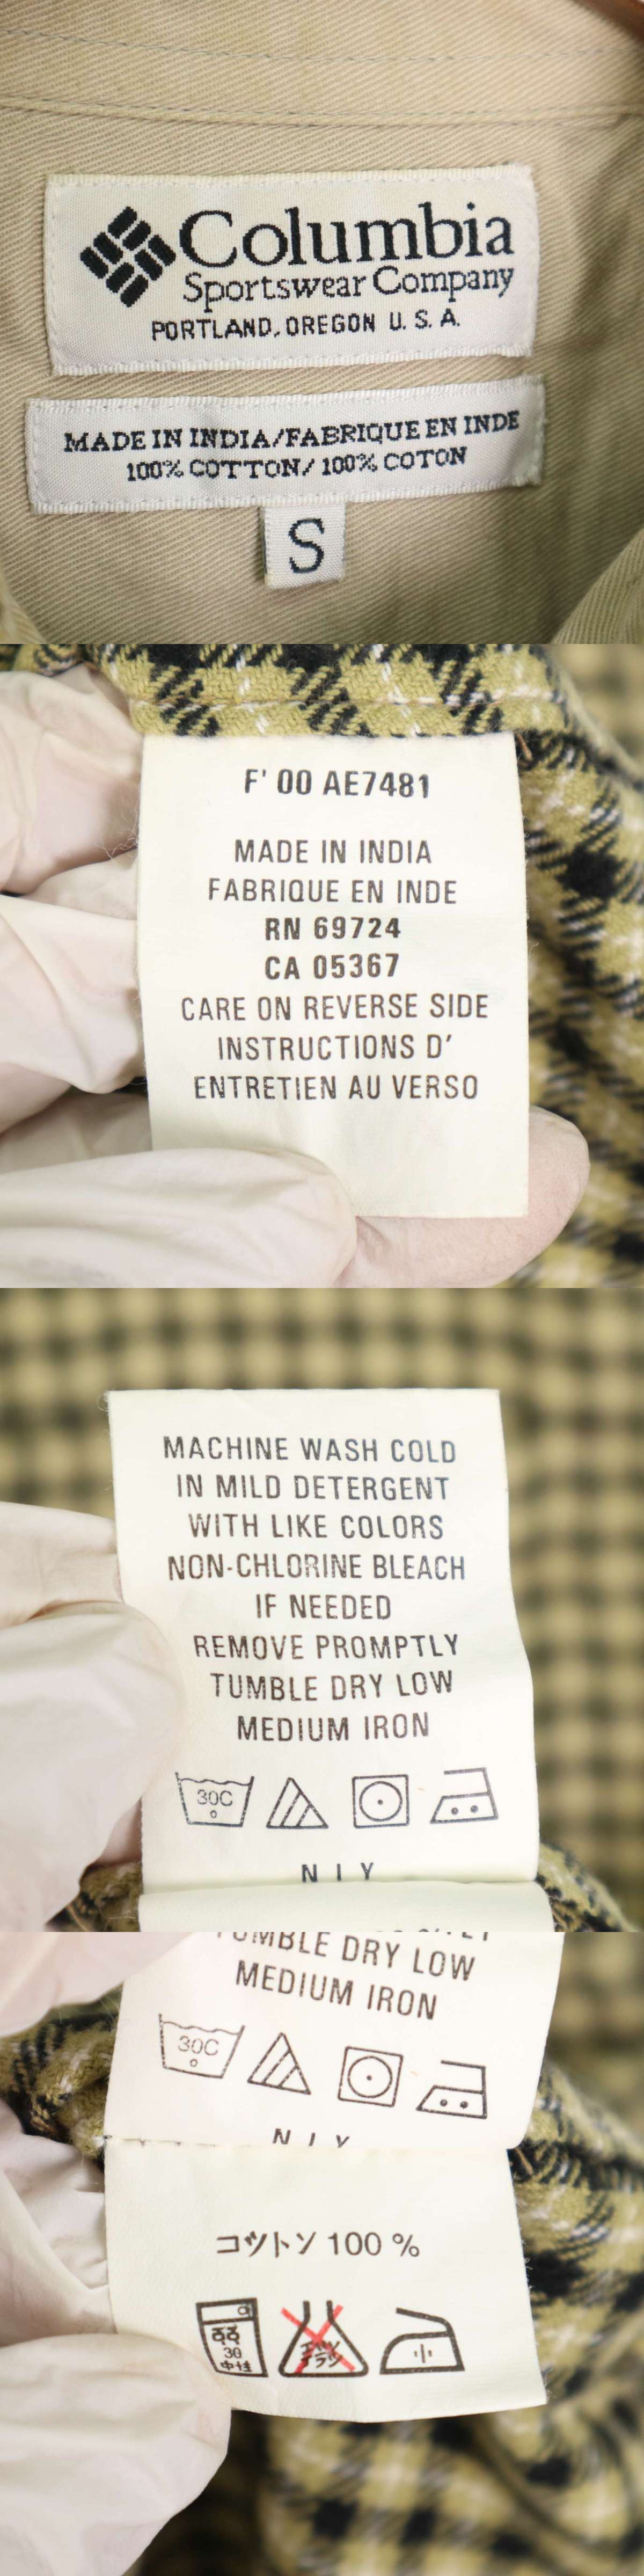 Columbia
Sportswear Company
PORTLAND, OREGON U.S.A.
MADE IN INDIA/FABRIQUE EN INDE
100% COTTON/100% COTON
S
F' 00 AE7481
MADE IN INDIA
FABRIQUE EN INDE
RN 69724
CA 05367
CARE ON REVERSE SIDE
INSTRUCTIONS D'
ENTRETIEN AU VERSO
MACHINE WASH COLD
IN MILD DETERGENT
WITH LIKE COLORS
NON-CHLORINE BLEACH
IF NEEDED
REMOVE PROMPTLY
TUMBLE DRY LOW
MEDIUM IRON
30C
TUMBLE DRY LOW
MEDIUM IRON
30C
コットン 100 %
30
中性
中